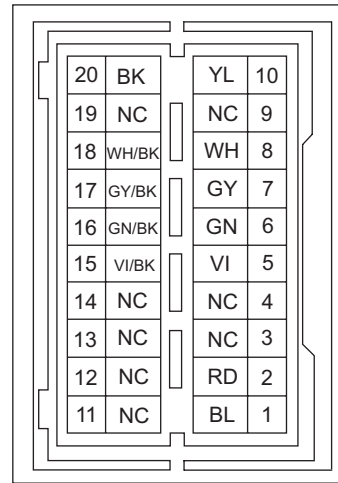 20 BK YL 10
19 NC NC 9
18 WH/BK WH 8
17 GY/BK GY 7
16 GN/BK GN 6
15 VI/BK VI 5
14 NC NC 4
13 NC NC 3
12 NC RD 2
11 NC BL 1